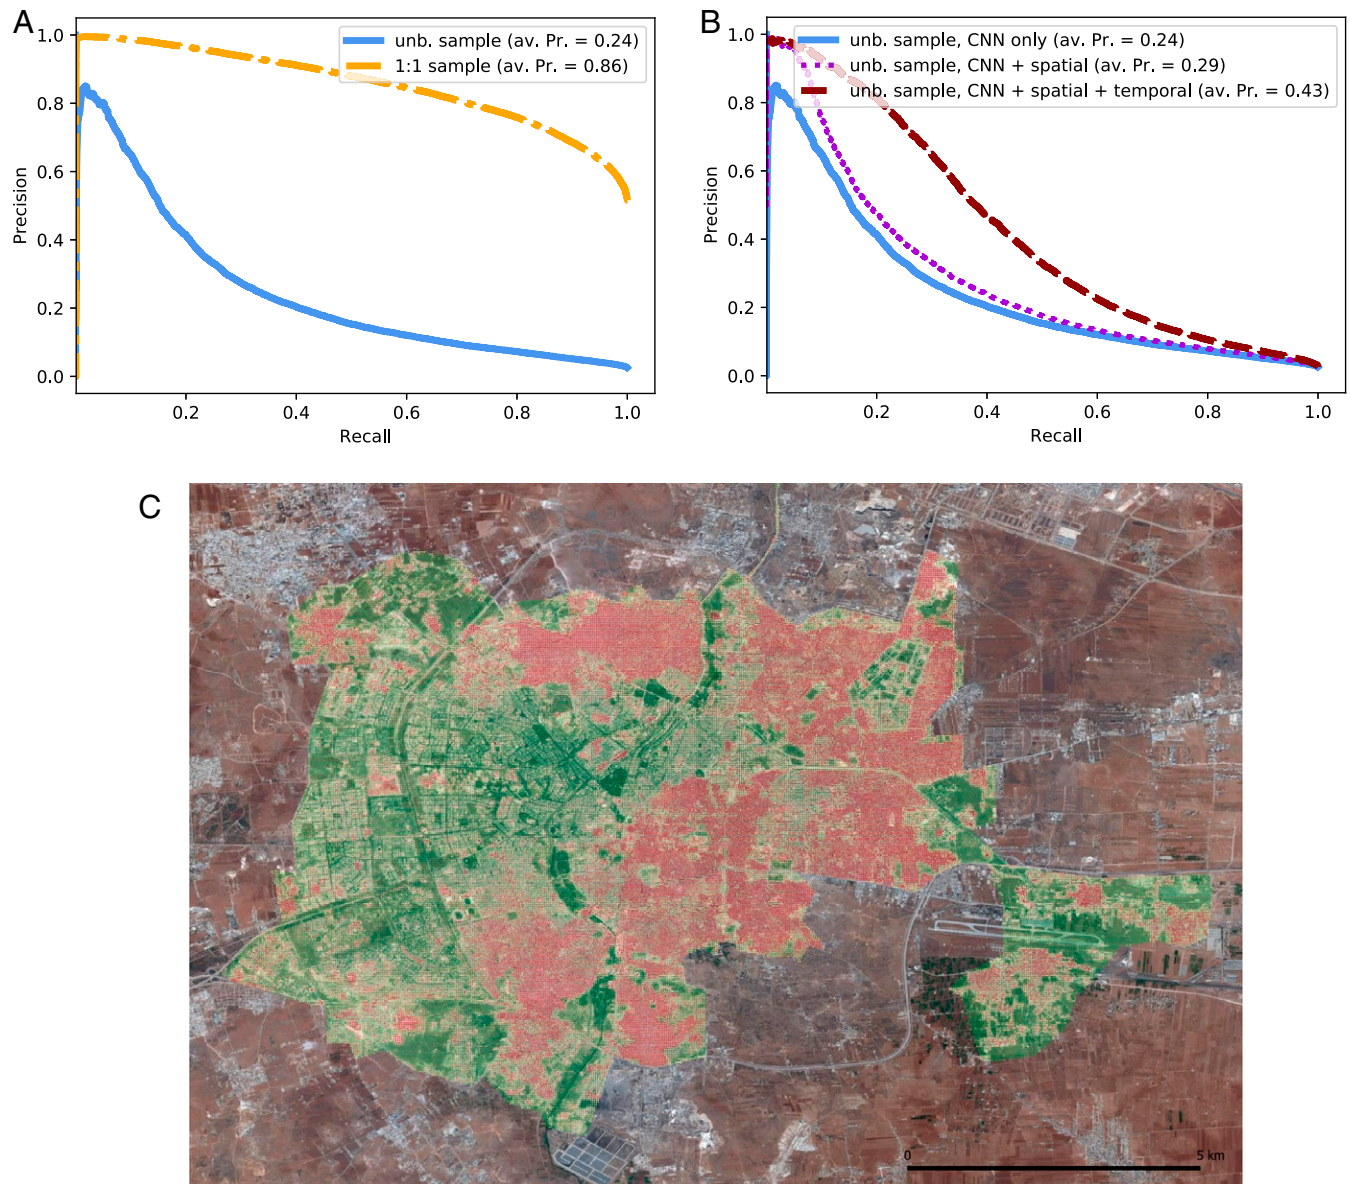 A
1.0
0.8
0.6
0.4
0.2
0.0
Precision
unb. sample (av. Pr. = 0.24)
1:1 sample (av. Pr. = 0.86)
0.2 0.4 0.6 0.8 1.0
Recall
B
1.0
0.8
0.6
0.4
0.2
0.0
Precision
unb. sample, CNN only (av. Pr. = 0.24)
unb. sample, CNN + spatial (av. Pr. = 0.29)
unb. sample, CNN + spatial + temporal (av. Pr. = 0.43)
0.2 0.4 0.6 0.8 1.0
Recall
C
0 5 km